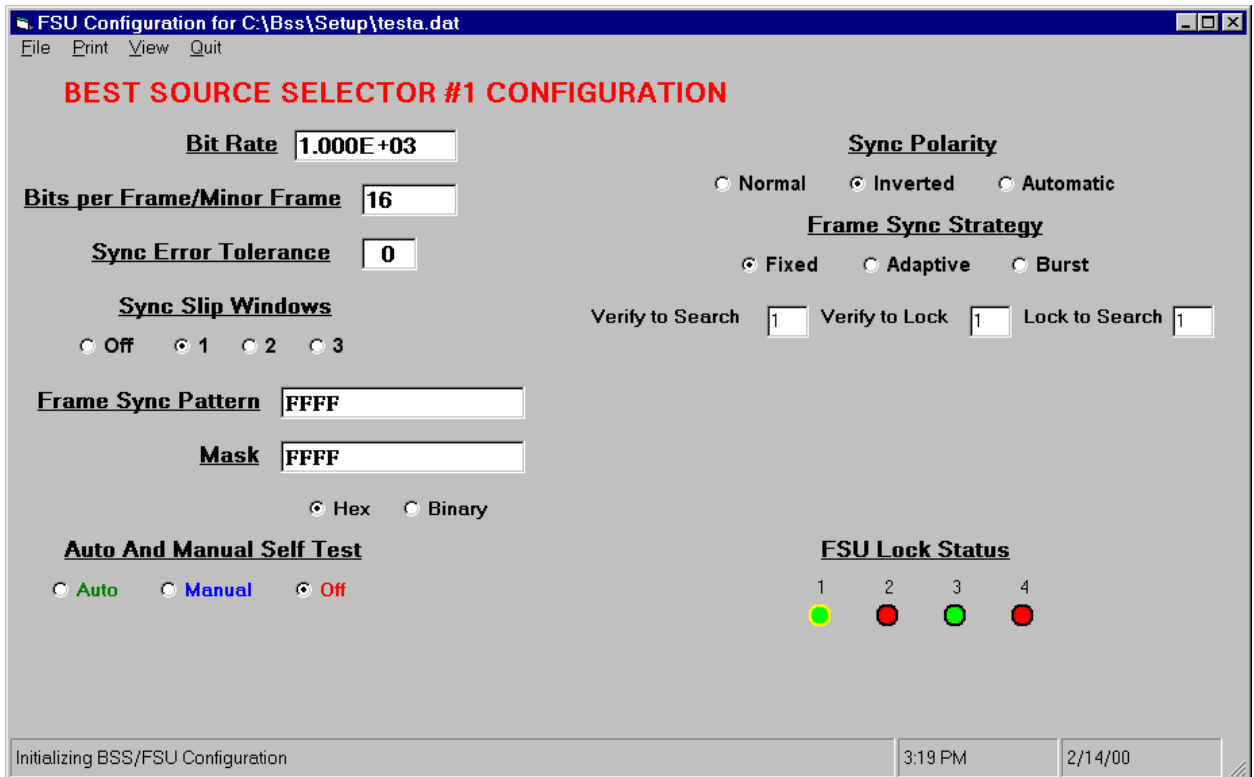 FSU Configuration for C:\Bss\Setup\testa.dat
File Print View Quit
BEST SOURCE SELECTOR #1 CONFIGURATION
Bit Rate 1.000E+03
Bits per Frame/Minor Frame 16
Sync Error Tolerance 0
Sync Slip Windows
Off 1 2 3
Frame Sync Pattern FFFF
Mask FFFF
Hex Binary
Auto And Manual Self Test
Auto Manual Off
Sync Polarity
Normal Inverted Automatic
Frame Sync Strategy
Fixed Adaptive Burst
Verify to Search 1 Verify to Lock 1 Lock to Search 1
FSU Lock Status
1 2 3 4
Initializing BSS/FSU Configuration 3:19 PM 2/14/00